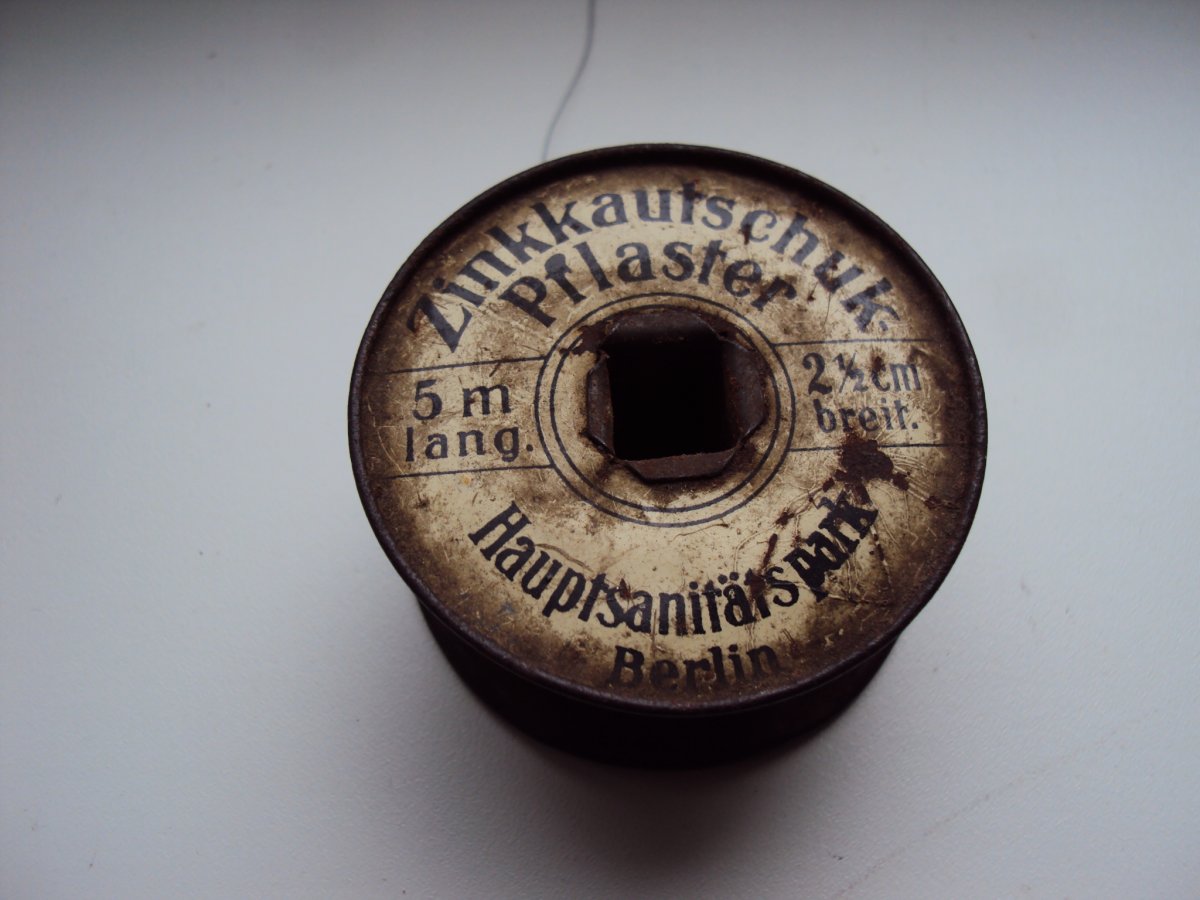 Zinkkautschuk-
Pflaster
5 m
lang.
2½ cm
breit.
Hauptsanitätspark
Berlin